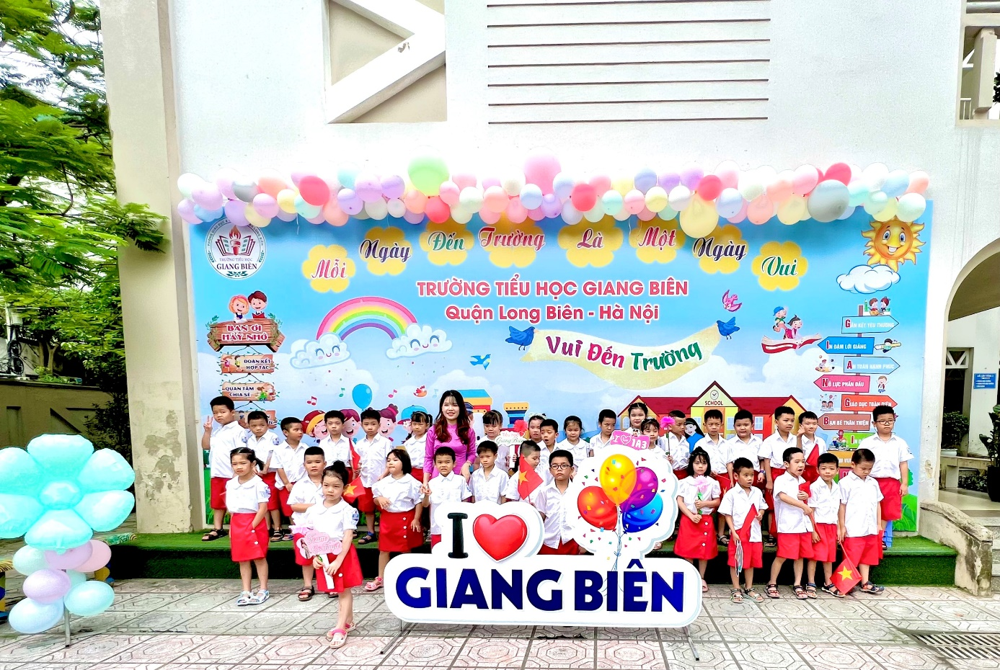 Mỗi Ngày Đến Trường Là Một Ngày Vui
TRƯỜNG TIỂU HỌC
GIANG BIÊN
TRƯỜNG TIỂU HỌC GIANG BIÊN
Quận Long Biên - Hà Nội
Vui Đến Trường
BẠN ƠI
HÃY NHỚ
ĐOÀN KẾT
HỢP TÁC
QUAN TÂM
CHIA SẺ
GẮN KẾT YÊU THƯƠNG
IN ĐẬM LỜI GIẢNG
AN TOÀN HẠNH PHÚC
NỖ LỰC PHẤN ĐẤU
GIÁO DỤC TOÀN DIỆN
BẠN BÈ THÂN THIỆN
SCHOOL
Giang Biên
I 1A3
I
GIANG BIÊN